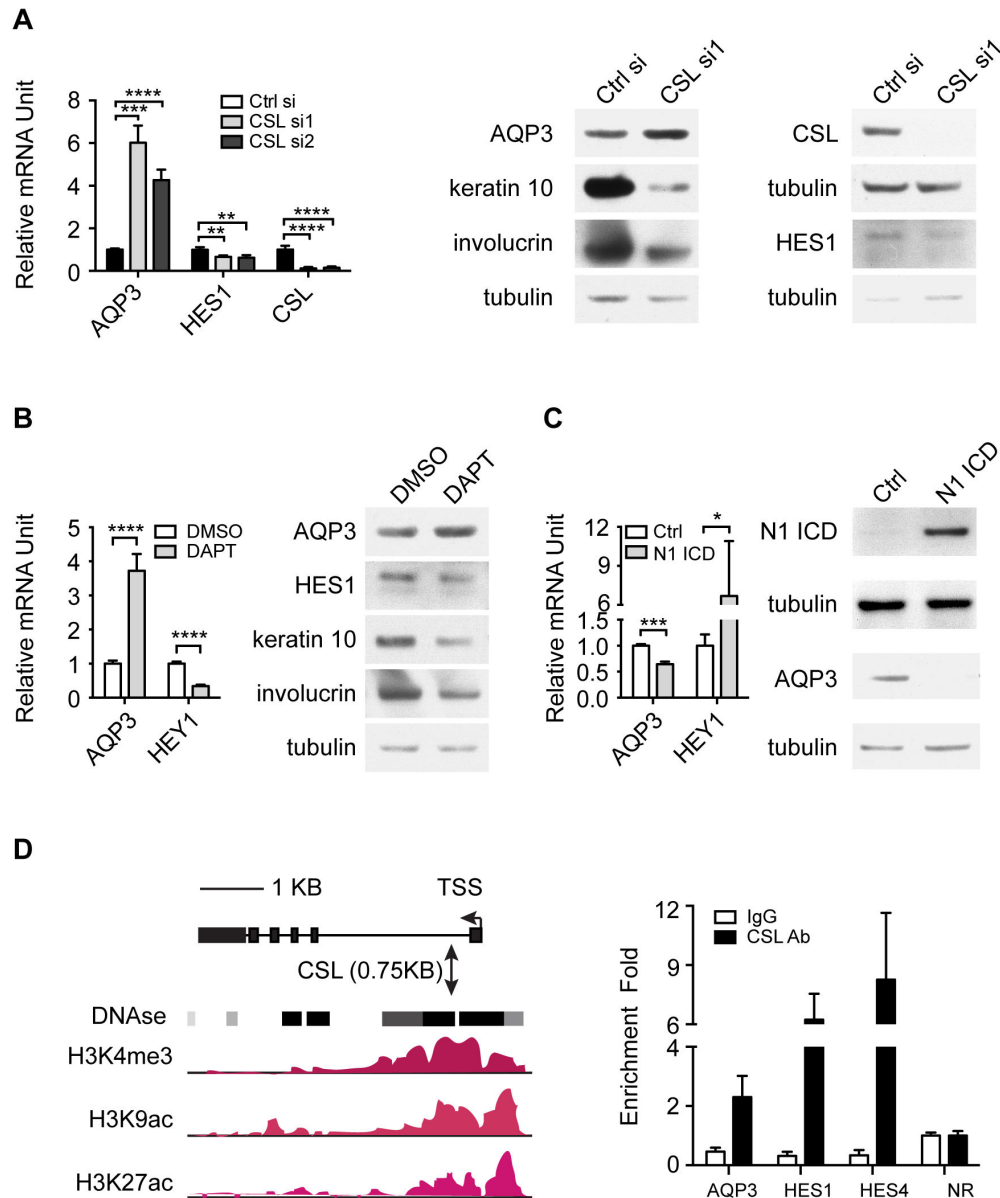 A
Relative mRNA Unit
8
6
4
2
0
**** 
***
**
**
****
****
Ctrl si
CSL si1
CSL si2
AQP3
HES1
CSL
Ctrl si
CSL si1
AQP3
keratin 10
involucrin
tubulin
Ctrl si
CSL si1
CSL
tubulin
HES1
tubulin
B
Relative mRNA Unit
5
4
3
2
1
0
****
****
DMSO
DAPT
AQP3
HEY1
DMSO
DAPT
AQP3
HES1
keratin 10
involucrin
tubulin
C
Relative mRNA Unit
12
9
6
1.5
1.0
0.5
0.0
*
***
Ctrl
N1 ICD
AQP3
HEY1
Ctrl
N1 ICD
N1 ICD
tubulin
AQP3
tubulin
D
1 KB
TSS
CSL (0.75KB)
DNAse
H3K4me3
H3K9ac
H3K27ac
Enrichment Fold
12
9
6
4
2
0
IgG
CSL Ab
AQP3
HES1
HES4
NR